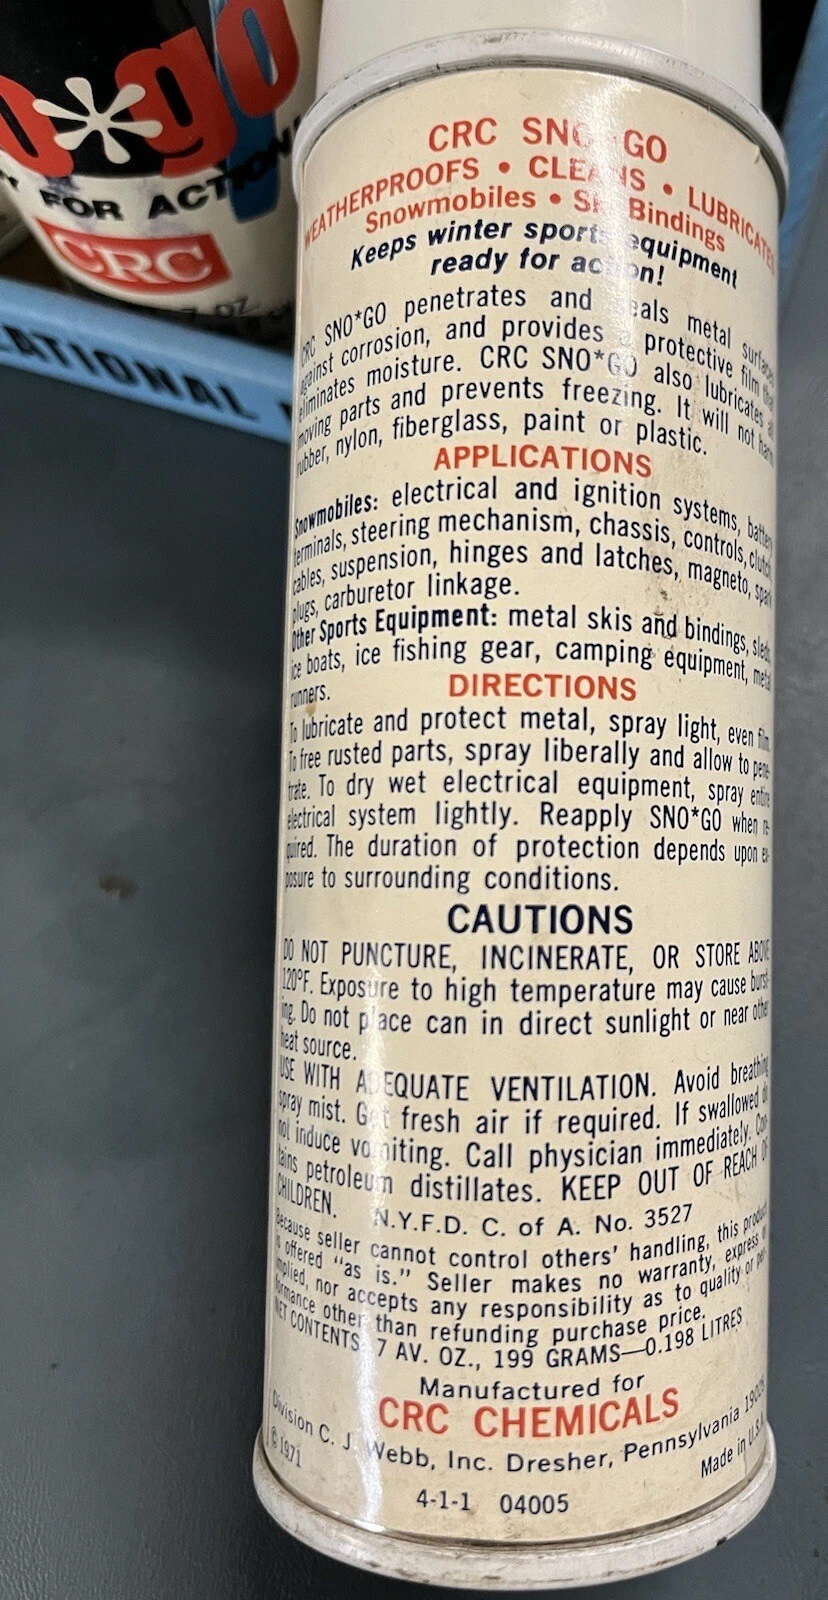 go
FOR ACTION!
CRC
OZ.
CRC SNO*GO
WEATHERPROOFS • CLEANS • LUBRICATES
Snowmobiles • Ski Bindings
Keeps winter sports equipment
ready for action!
CRC SNO*GO penetrates and seals metal surfaces
against corrosion, and provides a protective film that
eliminates moisture. CRC SNO*GO also lubricates all
moving parts and prevents freezing. It will not harm
rubber, nylon, fiberglass, paint or plastic.
APPLICATIONS
Snowmobiles: electrical and ignition systems, battery
terminals, steering mechanism, chassis, controls, clutch
cables, suspension, hinges and latches, magneto, spark
plugs, carburetor linkage.
Other Sports Equipment: metal skis and bindings, sleds,
ice boats, ice fishing gear, camping equipment, metal
runners.
DIRECTIONS
To lubricate and protect metal, spray light, even film.
To free rusted parts, spray liberally and allow to pene-
trate. To dry wet electrical equipment, spray entire
electrical system lightly. Reapply SNO*GO when re-
quired. The duration of protection depends upon ex-
posure to surrounding conditions.
CAUTIONS
DO NOT PUNCTURE, INCINERATE, OR STORE ABOVE
120°F. Exposure to high temperature may cause burst-
ing. Do not place can in direct sunlight or near other
heat source.
USE WITH ADEQUATE VENTILATION. Avoid breathing
spray mist. Get fresh air if required. If swallowed do
not induce vomiting. Call physician immediately. Con-
tains petroleum distillates. KEEP OUT OF REACH OF
CHILDREN.
N.Y.F.D. C. of A. No. 3527
Because seller cannot control others' handling, this product
is offered "as is." Seller makes no warranty, express or
implied, nor accepts any responsibility as to quality or per-
formance other than refunding purchase price.
NET CONTENTS 7 AV. OZ., 199 GRAMS—0.198 LITRES
Manufactured for
CRC CHEMICALS
Division C. J. Webb, Inc. Dresher, Pennsylvania
© 1971
Made in U.S.A.
4-1-1 04005